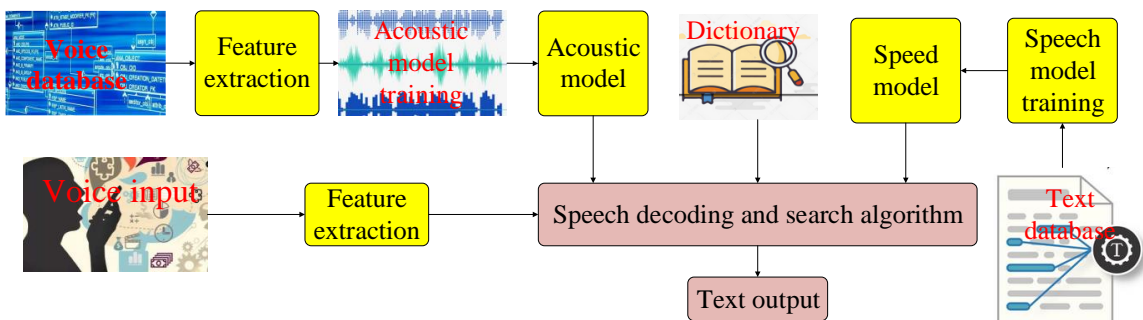 Voice
database
Feature
extraction
Acoustic
model
training
Acoustic
model
Dictionary
Speed
model
Speech
model
training
Voice input
Feature
extraction
Speech decoding and search algorithm
Text
database
T
Text output